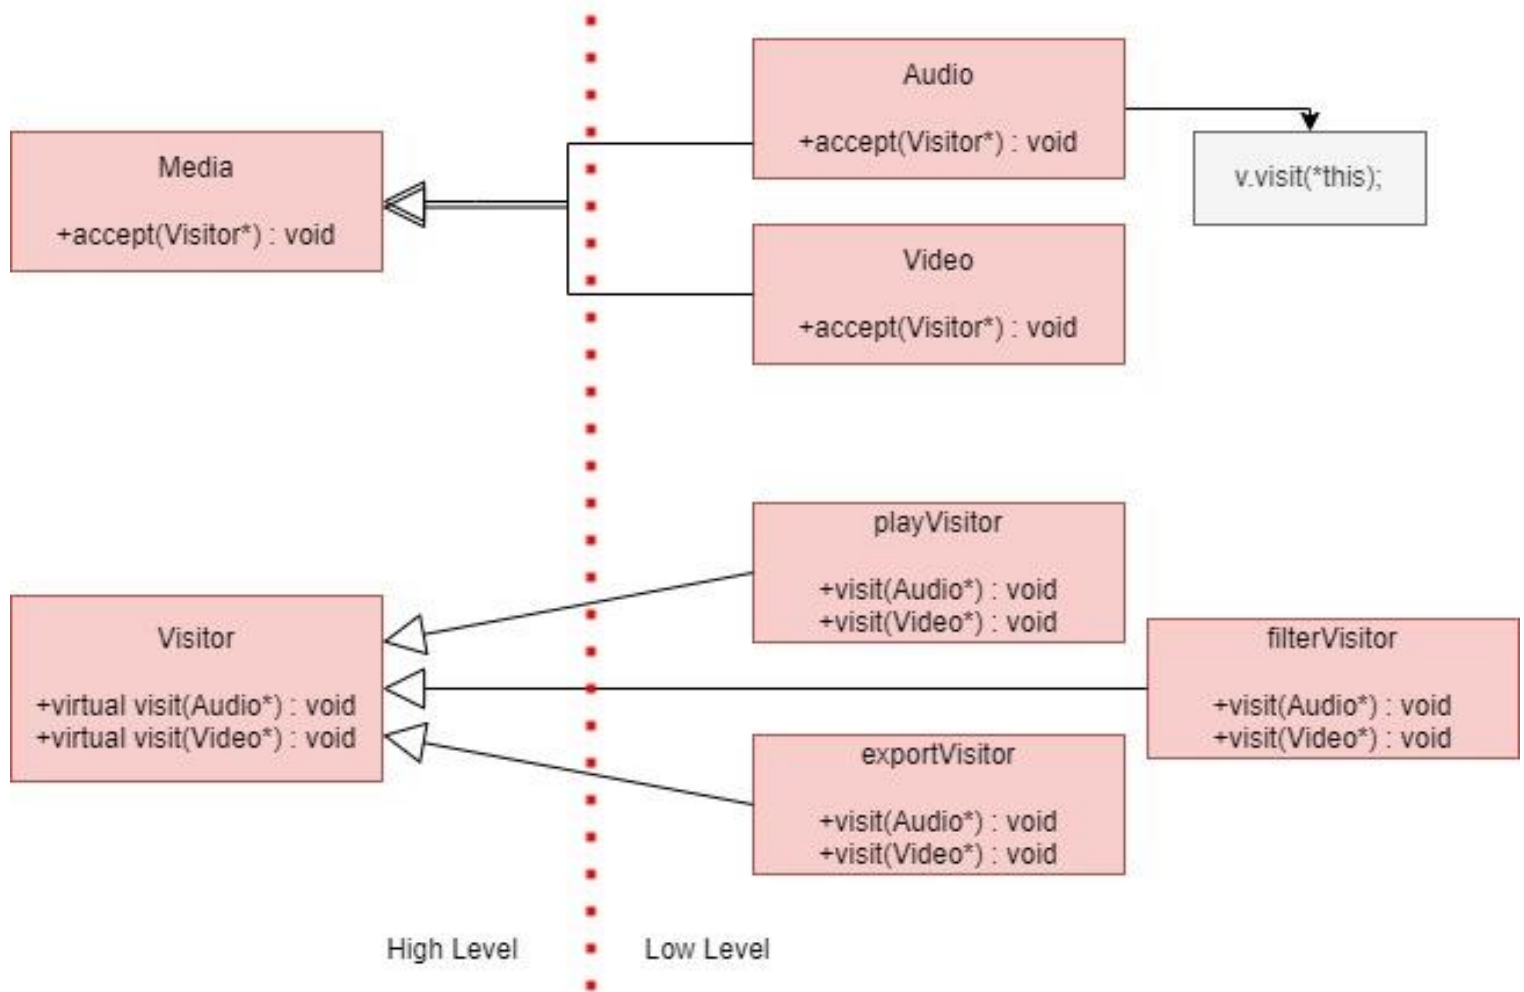 Media
+accept(Visitor*) : void
Audio
+accept(Visitor*) : void
v.visit(*this);
Video
+accept(Visitor*) : void
Visitor
+virtual visit(Audio*) : void
+virtual visit(Video*) : void
playVisitor
+visit(Audio*) : void
+visit(Video*) : void
filterVisitor
+visit(Audio*) : void
+visit(Video*) : void
exportVisitor
+visit(Audio*) : void
+visit(Video*) : void
High Level
Low Level